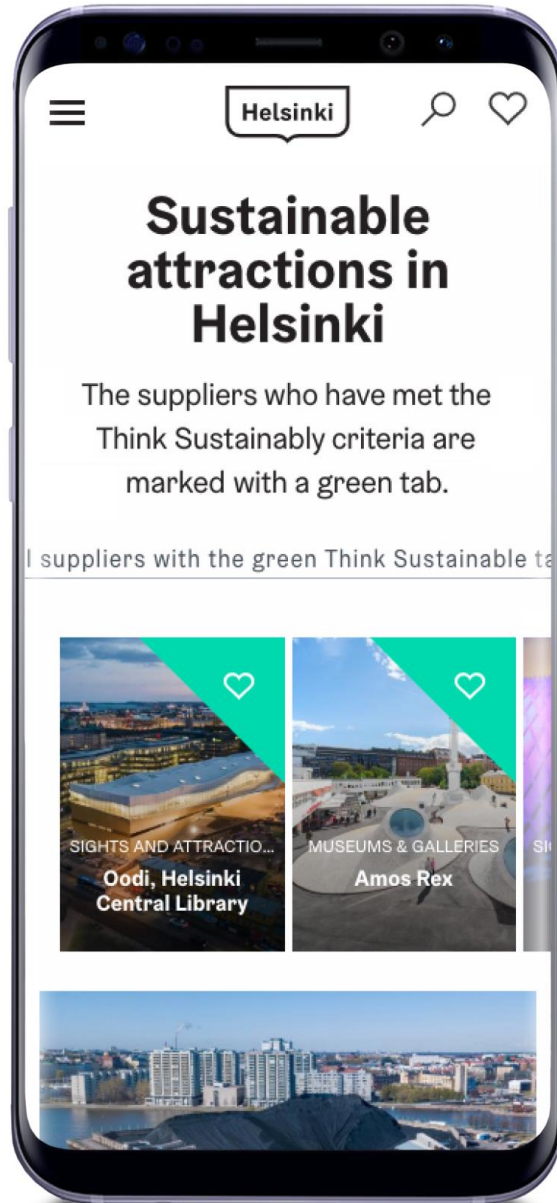 Helsinki
Sustainable
attractions in
Helsinki
The suppliers who have met the
Think Sustainably criteria are
marked with a green tab.
suppliers with the green Think Sustainable
SIGHTS AND ATTRACTIO...
Oodi, Helsinki
Central Library
MUSEUMS & GALLERIES
Amos Rex